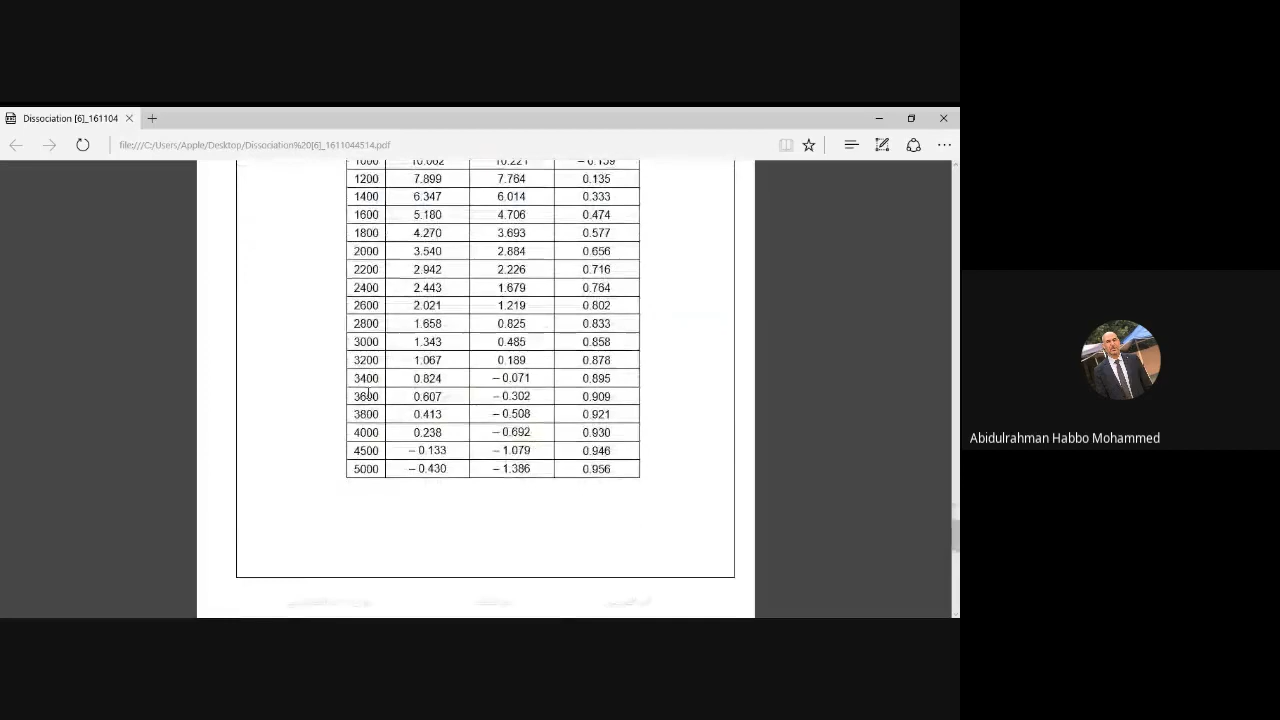 Dissociation [6]_161104
file:///C:/Users/Apple/Desktop/Dissociation%20[6]_1611044514.pdf
1000 10.062 10.221 – 0.159
1200 7.899 7.764 0.135
1400 6.347 6.014 0.333
1600 5.180 4.706 0.474
1800 4.270 3.693 0.577
2000 3.540 2.884 0.656
2200 2.942 2.226 0.716
2400 2.443 1.679 0.764
2600 2.021 1.219 0.802
2800 1.658 0.825 0.833
3000 1.343 0.485 0.858
3200 1.067 0.189 0.878
3400 0.824 – 0.071 0.895
3600 0.607 – 0.302 0.909
3800 0.413 – 0.508 0.921
4000 0.238 – 0.692 0.930
4500 – 0.133 – 1.079 0.946
5000 – 0.430 – 1.386 0.956
Abidulrahman Habbo Mohammed